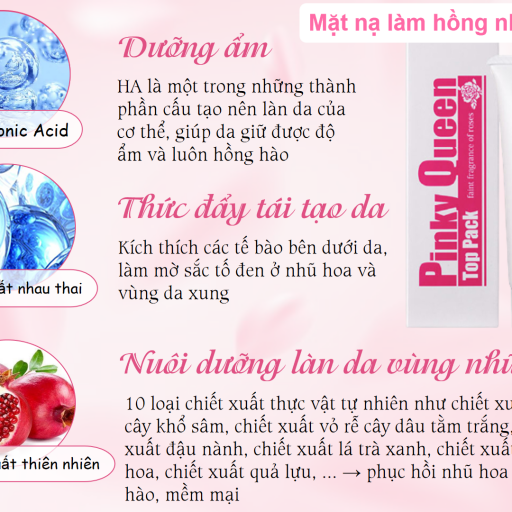 Mặt nạ làm hồng
Dưỡng ẩm
HA là một trong những thành
phần cấu tạo nên làn da của
cơ thể, giúp da giữ được độ
ẩm và luôn hồng hào
onic Acid
Thức đẩy tái tạo da
Kích thích các tế bào bên dưới da,
làm mờ sắc tố đen ở nhũ hoa và
vùng da xung
nhau thai
Pinky Queen
Top Pack
faint fragrance of roses
Nuôi dưỡng làn da vùng nhũ
10 loại chiết xuất thực vật tự nhiên như chiết
cây khổ sâm, chiết xuất vỏ rễ cây dâu tằm trắng,
xuất đậu nành, chiết xuất lá trà xanh, chiết
hoa, chiết xuất quả lựu, ... → phục hồi nhũ hoa
hào, mềm mại
thiên nhiên